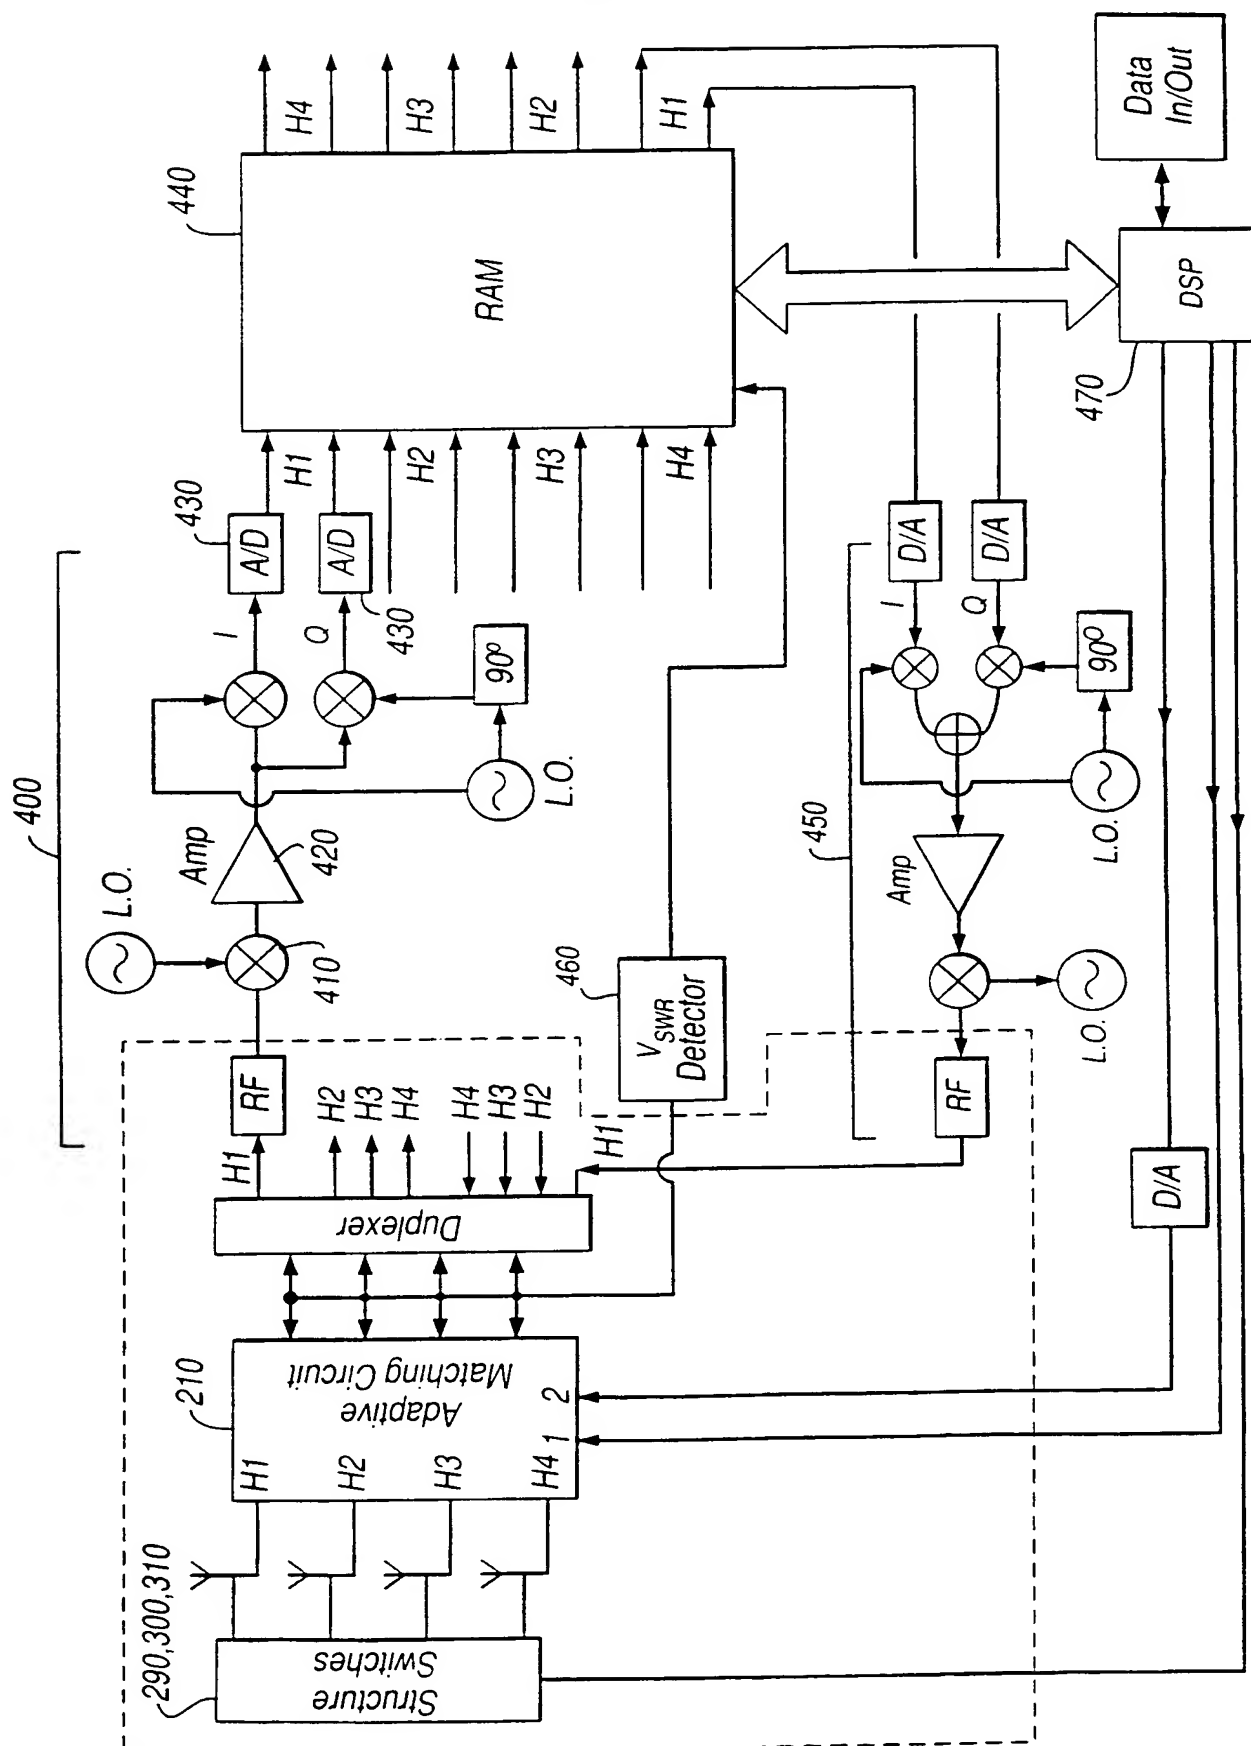 400
L.O.
Amp
420
410
RF
H1
H2
H3
H4
H4
H3
H2
H1
Duplexer
Adaptive
Matching Circuit
210
H1
H2
H3
H4
1
2
290,300,310
Structure
Switches
I
Q
90º
L.O.
430
A/D
A/D
430
H1
H2
H3
H4
440
RAM
H4
H3
H2
H1
460
VSWR
Detector
450
RF
L.O.
Amp
L.O.
90º
I
Q
D/A
D/A
D/A
470
DSP
Data
In/Out